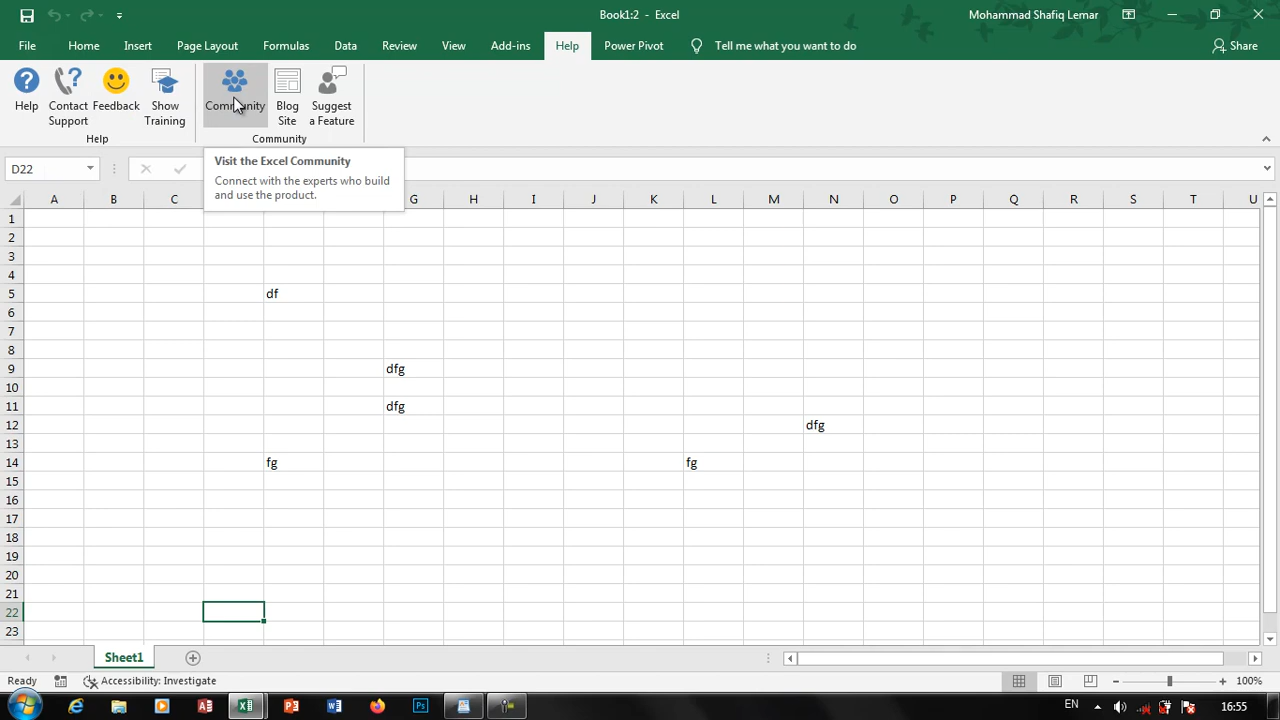 Book1:2 - Excel
Mohammad Shafiq Lemar
File Home Insert Page Layout Formulas Data Review View Add-ins Help Power Pivot Tell me what you want to do Share
Help
Contact
Support
Feedback
Show
Training
Community
Blog
Site
Suggest
a Feature
Help
Community
D22
Visit the Excel Community
Connect with the experts who build
and use the product.
A B C G H I J K L M N O P Q R S T U
1
2
3
4
5 df
6
7
8
9 dfg
10
11 dfg
12 dfg
13
14 fg fg
15
16
17
18
19
20
21
22
23
Sheet1
Ready Accessibility: Investigate 100%
Ps EN 16:55